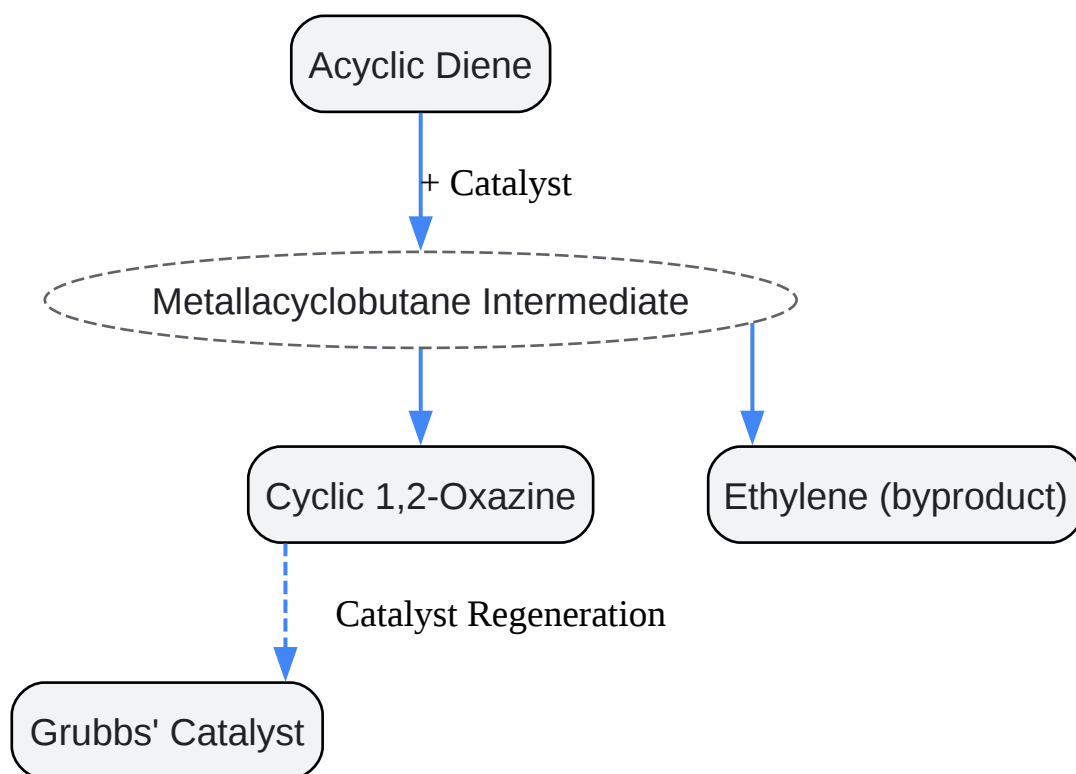 Acyclic Diene
+ Catalyst
Metallacyclobutane Intermediate
Cyclic 1,2-Oxazine
Ethylene (byproduct)
Catalyst Regeneration
Grubbs' Catalyst